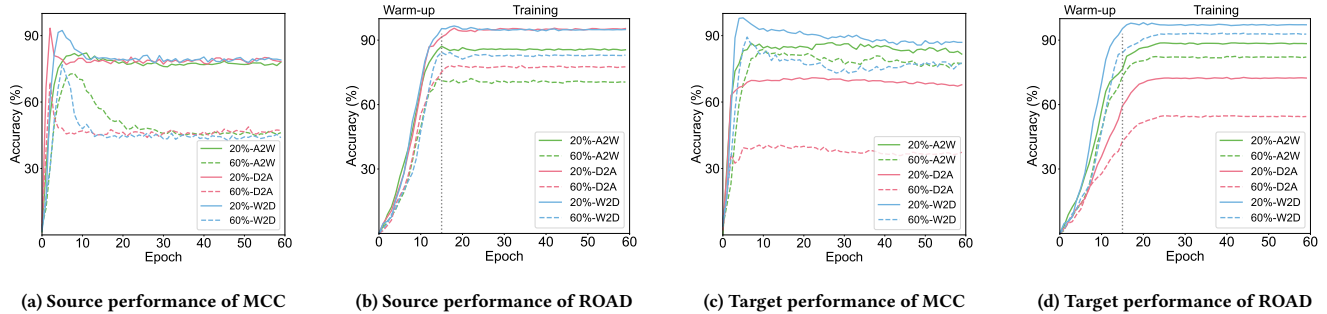 90
60
30
0
10
20
30
40
50
60
Accuracy (%)
Epoch
20%-A2W
60%-A2W
20%-D2A
60%-D2A
20%-W2D
60%-W2D
(a) Source performance of MCC
Warm-up
Training
90
60
30
0
10
20
30
40
50
60
Accuracy (%)
Epoch
20%-A2W
60%-A2W
20%-D2A
60%-D2A
20%-W2D
60%-W2D
(b) Source performance of ROAD
90
60
30
0
10
20
30
40
50
60
Accuracy (%)
Epoch
20%-A2W
60%-A2W
20%-D2A
60%-D2A
20%-W2D
60%-W2D
(c) Target performance of MCC
Warm-up
Training
90
60
30
0
10
20
30
40
50
60
Accuracy (%)
Epoch
20%-A2W
60%-A2W
20%-D2A
60%-D2A
20%-W2D
60%-W2D
(d) Target performance of ROAD